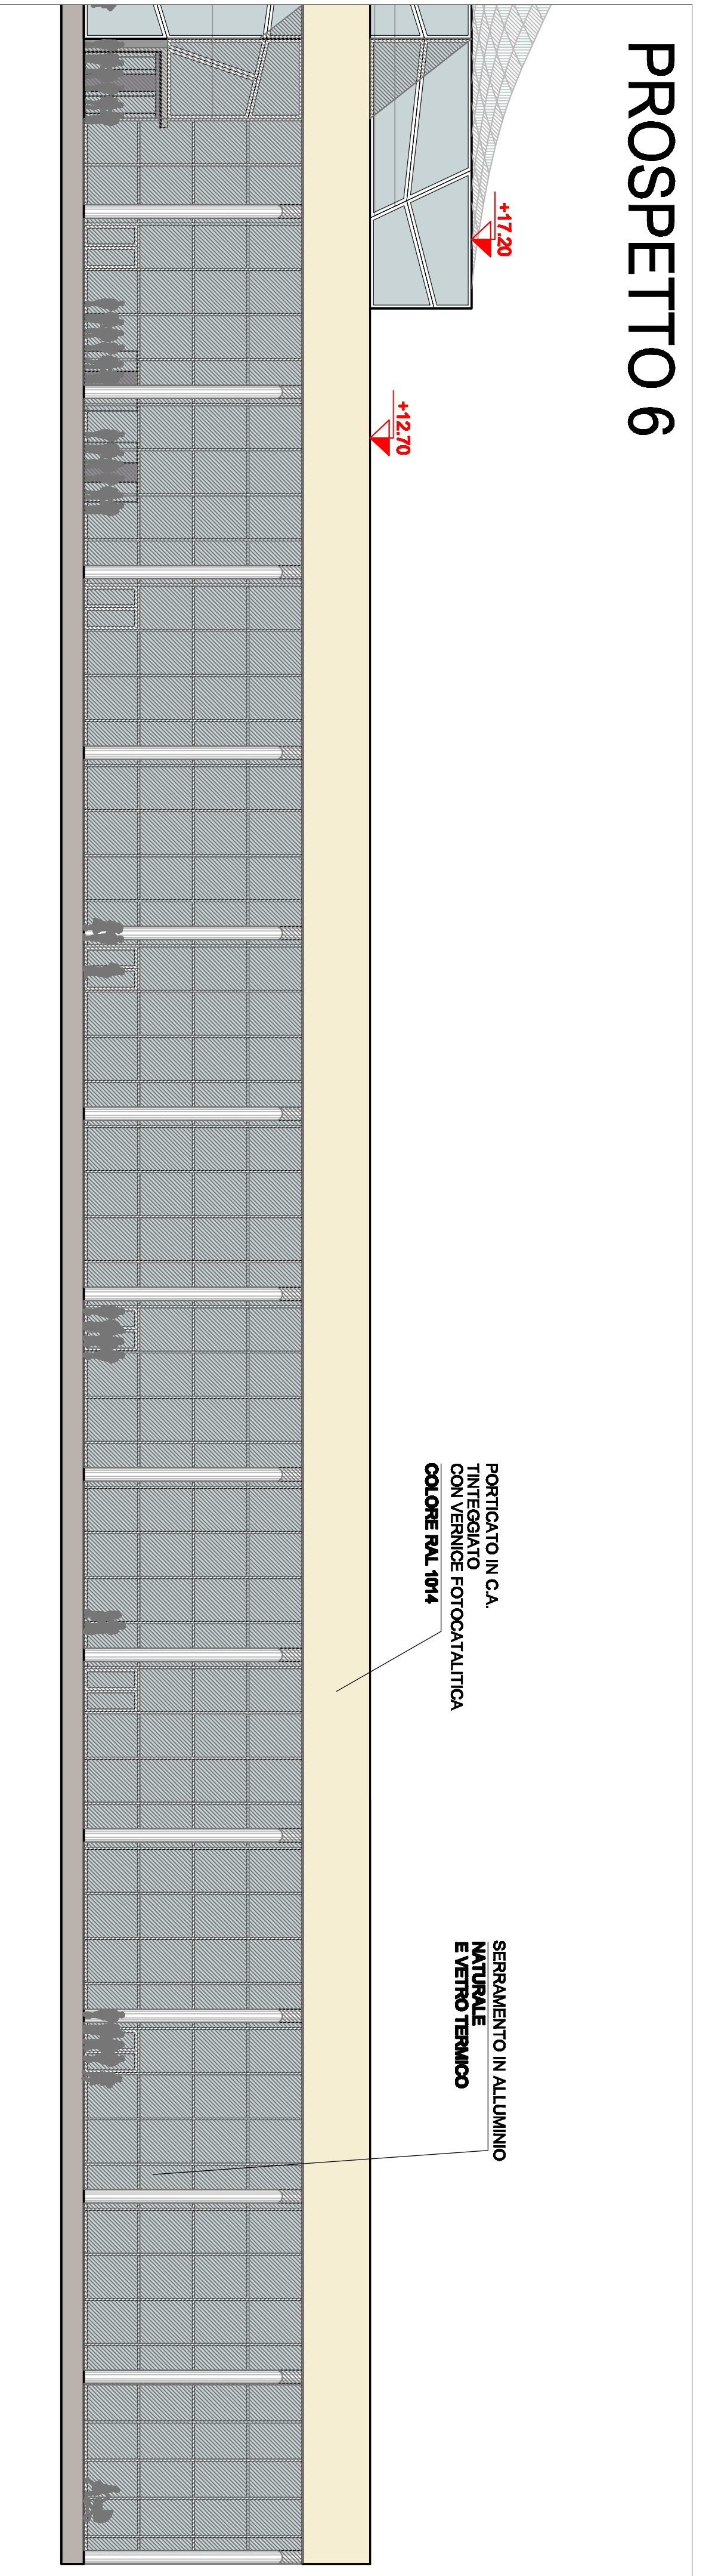 PROSPETTO 6
+17.20
+12.70
PORTICATO IN C.A.
TINTEGGIATO
CON VERNICE FOTOCATALITICA
COLORE RAL 1014
SERRAMENTO IN ALLUMINIO
NATURALE
E VETRO TERMICO